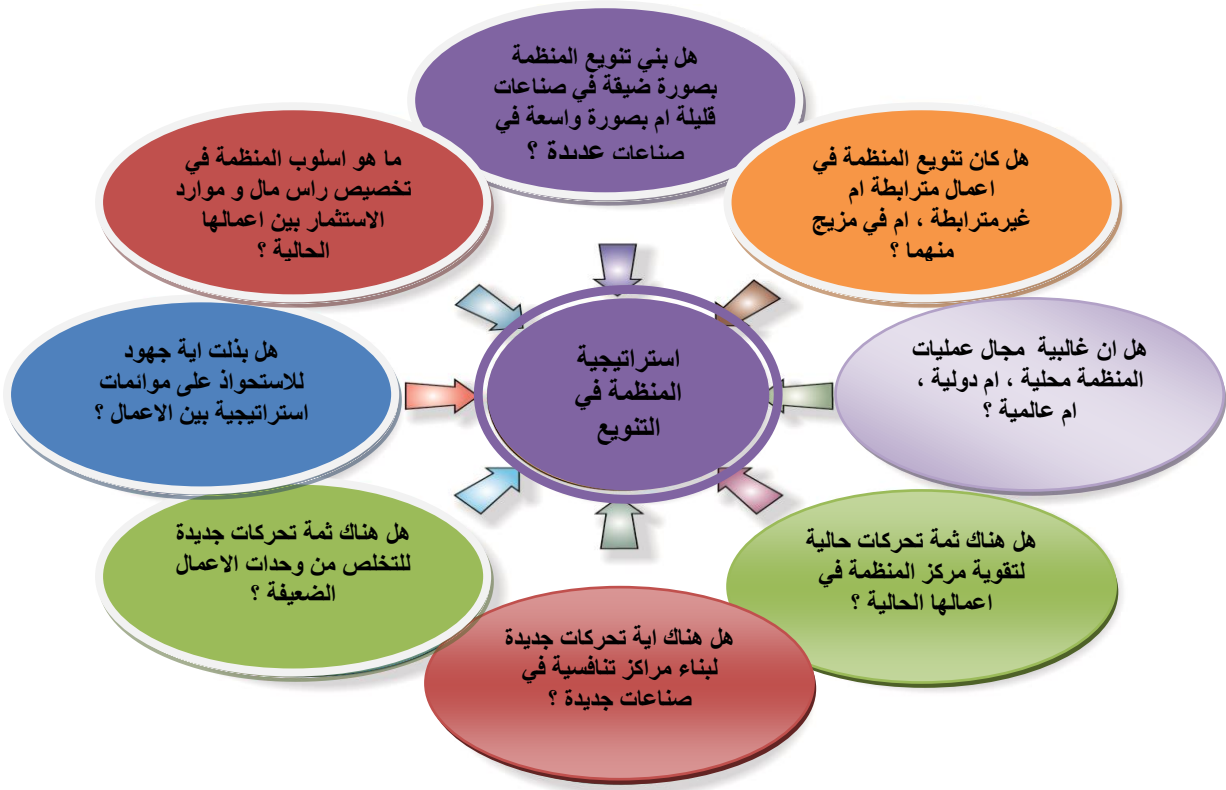 هل بني تنويع المنظمة
بصورة ضيقة في صناعات
قليلة ام بصورة واسعة في
صناعات عديدة ؟
هل كان تنويع المنظمة في
اعمال مترابطة ام
غيرمترابطة ، ام في مزيج
منهما ؟
هل ان غالبية مجال عمليات
المنظمة محلية ، ام دولية ،
ام عالمية ؟
هل هناك ثمة تحركات حالية
لتقوية مركز المنظمة في
اعمالها الحالية ؟
هل هناك اية تحركات جديدة
لبناء مراكز تنافسية في
صناعات جديدة ؟
هل هناك ثمة تحركات جديدة
للتخلص من وحدات الاعمال
الضعيفة ؟
هل بذلت اية جهود
للاستحواذ على موائمات
استراتيجية بين الاعمال ؟
ما هو اسلوب المنظمة في
تخصيص راس مال و موارد
الاستثمار بين اعمالها
الحالية ؟
استراتيجية
المنظمة في
التنويع